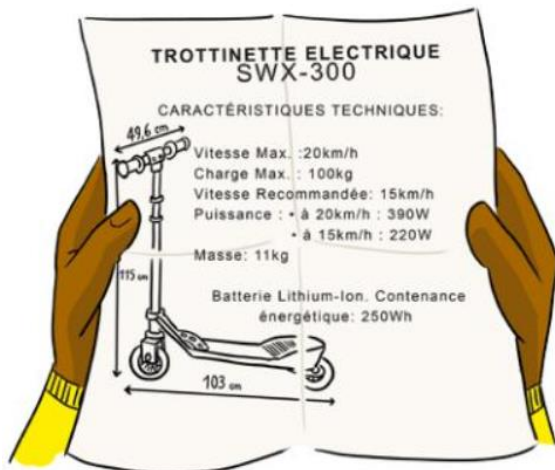 TROTTINETTE ELECTRIQUE
SWX-300
CARACTÉRISTIQUES TECHNIQUES:
49,6 cm
Vitesse Max. :20km/h
Charge Max. : 100kg
Vitesse Recommandée: 15km/h
Puissance : • à 20km/h : 390W
• à 15km/h : 220W
Masse: 11kg
115 cm
Batterie Lithium-Ion. Contenance
énergétique: 250Wh
103 cm